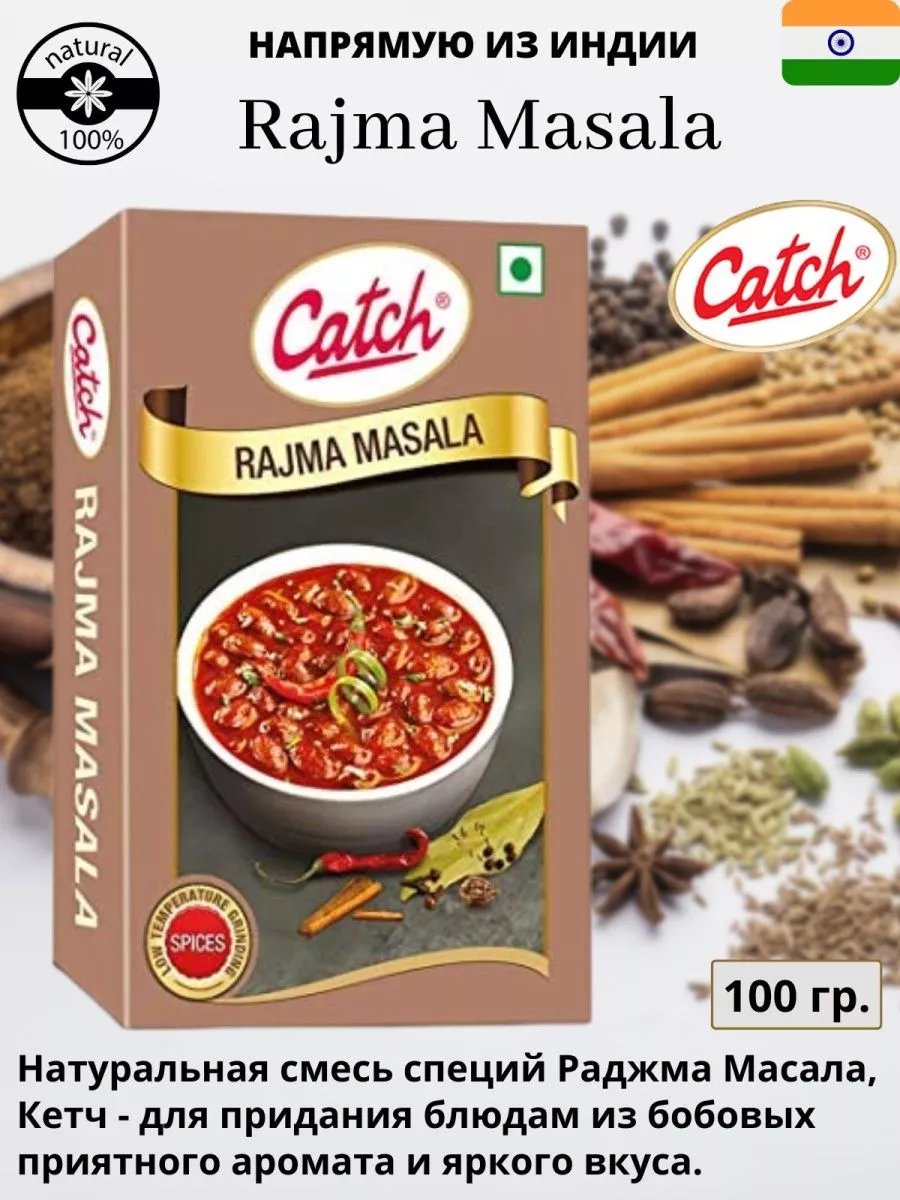 natural
100%
НАПРЯМУЮ ИЗ ИНДИИ
Rajma Masala
Catch®
Catch®
Catch®
RAJMA MASALA
RAJMA MASALA
LOW TEMPERATURE GRINDING
SPICES
100 гр.
Натуральная смесь специй Раджма Масала,
Кетч - для придания блюдам из бобовых
приятного аромата и яркого вкуса.